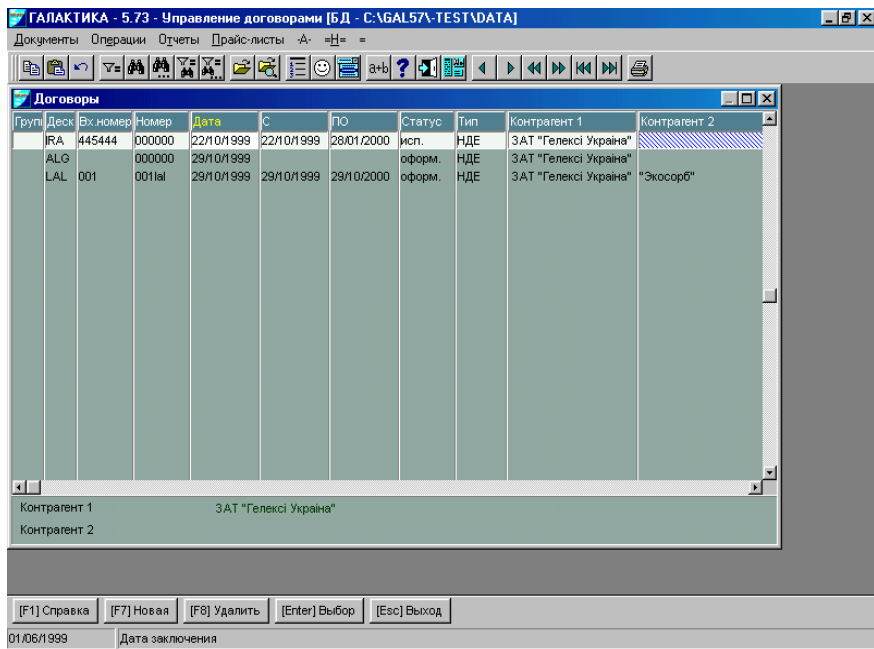 ГАЛАКТИКА - 5.73 - Управление договорами [БД - C:\GAL57\-TEST\DATA]
Документы Операции Отчеты Прайс-листы -А- =Н= =
a+b ?
Договоры
Груп Деск Вх.номер Номер Дата С ПО Статус Тип Контрагент 1 Контрагент 2
IRA 445444 000000 22/10/1999 22/10/1999 28/01/2000 исп. НДЕ ЗАТ "Гелексі Україна"
ALG 000000 29/10/1999 оформ. НДЕ ЗАТ "Гелексі Україна"
LAL 001 001lal 29/10/1999 29/10/1999 29/10/2000 оформ. НДЕ ЗАТ "Гелексі Україна" "Экосорб"
Контрагент 1 ЗАТ "Гелексі Україна"
Контрагент 2
[F1] Справка [F7] Новая [F8] Удалить [Enter] Выбор [Esc] Выход
01/06/1999 Дата заключения